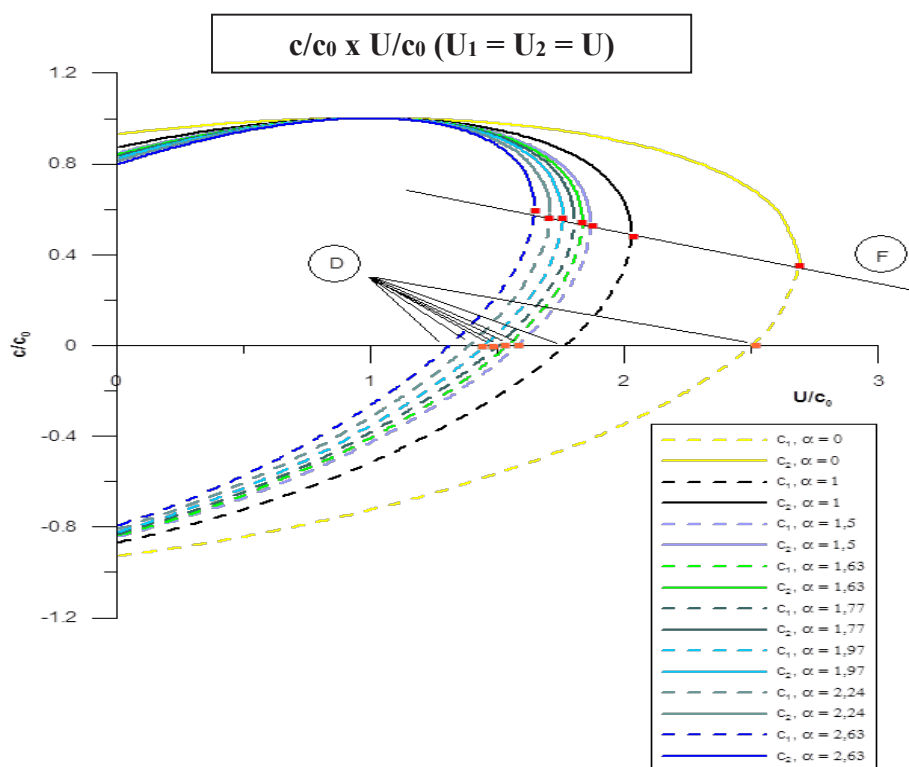 c/c₀ x U/c₀ (U₁ = U₂ = U)
1.2
0.8
0.4
0
-0.4
-0.8
-1.2
c/c₀
D
F
0
1
2
3
U/c₀
C₁, α = 0
C₂, α = 0
C₁, α = 1
C₂, α = 1
C₁, α = 1,5
C₂, α = 1,5
C₁, α = 1,63
C₂, α = 1,63
C₁, α = 1,77
C₂, α = 1,77
C₁, α = 1,97
C₂, α = 1,97
C₁, α = 2,24
C₂, α = 2,24
C₁, α = 2,63
C₂, α = 2,63